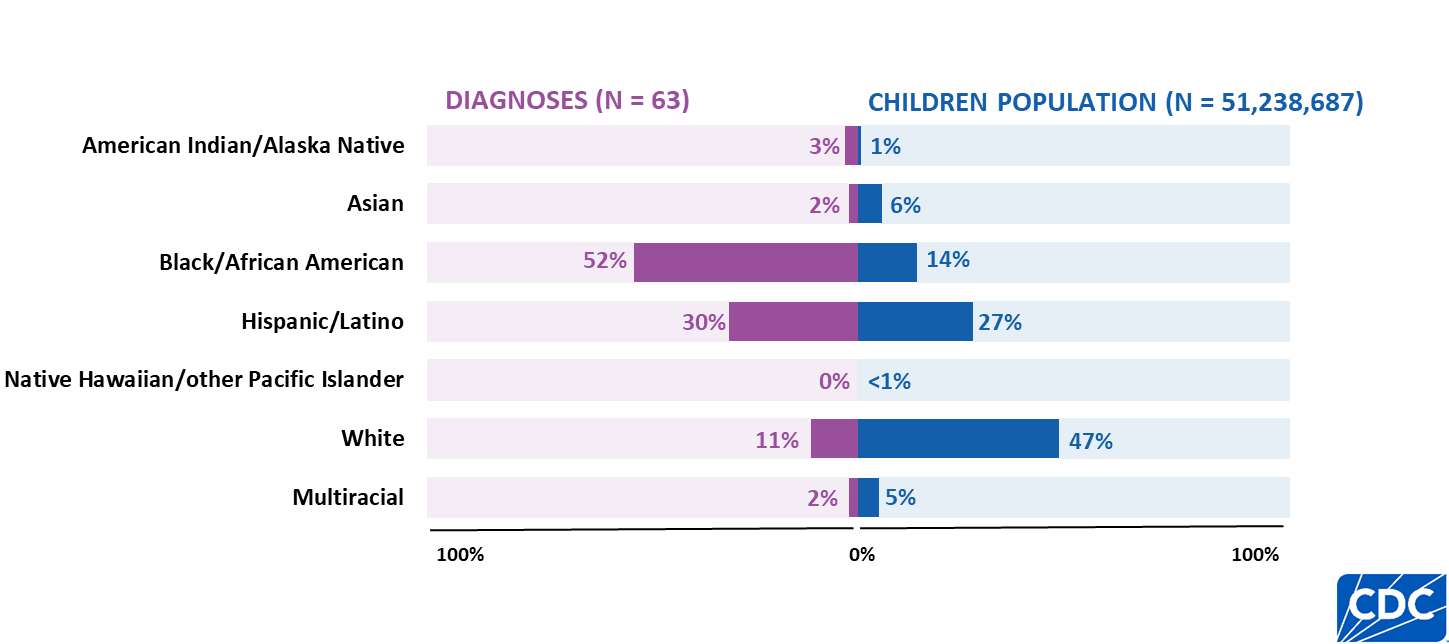 DIAGNOSES (N = 63)
CHILDREN POPULATION (N = 51,238,687)
American Indian/Alaska Native 3% 1%
Asian 2% 6%
Black/African American 52% 14%
Hispanic/Latino 30% 27%
Native Hawaiian/other Pacific Islander 0% <1%
White 11% 47%
Multiracial 2% 5%
100% 0% 100%
CDC